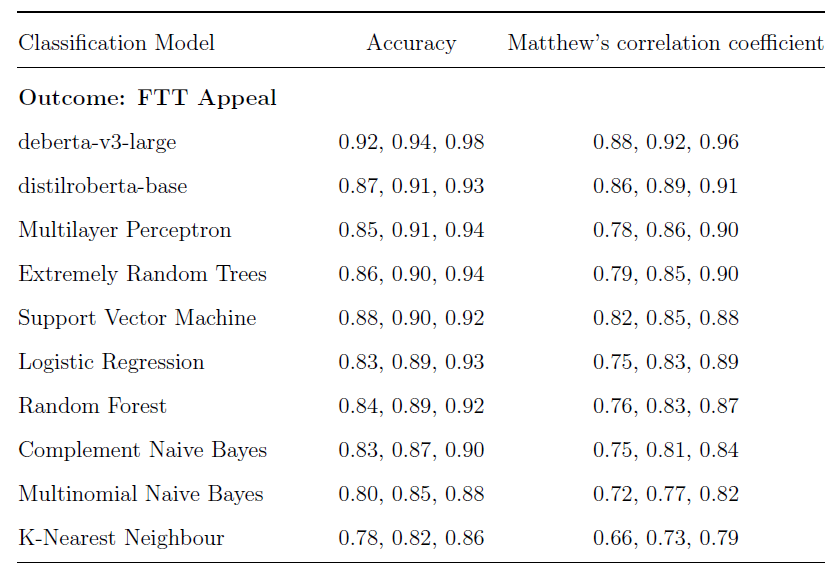 Classification Model Accuracy Matthew's correlation coefficient
Outcome: FTT Appeal
deberta-v3-large 0.92, 0.94, 0.98 0.88, 0.92, 0.96
distilroberta-base 0.87, 0.91, 0.93 0.86, 0.89, 0.91
Multilayer Perceptron 0.85, 0.91, 0.94 0.78, 0.86, 0.90
Extremely Random Trees 0.86, 0.90, 0.94 0.79, 0.85, 0.90
Support Vector Machine 0.88, 0.90, 0.92 0.82, 0.85, 0.88
Logistic Regression 0.83, 0.89, 0.93 0.75, 0.83, 0.89
Random Forest 0.84, 0.89, 0.92 0.76, 0.83, 0.87
Complement Naive Bayes 0.83, 0.87, 0.90 0.75, 0.81, 0.84
Multinomial Naive Bayes 0.80, 0.85, 0.88 0.72, 0.77, 0.82
K-Nearest Neighbour 0.78, 0.82, 0.86 0.66, 0.73, 0.79